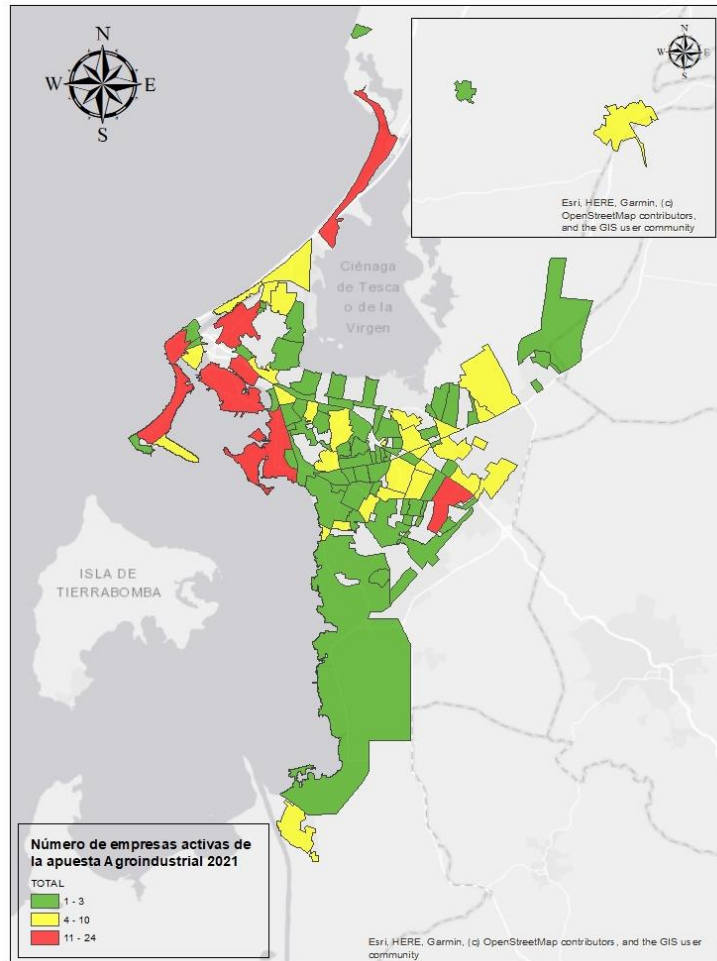 N
W E
S
N
W E
S
Esri, HERE, Garmin, (c)
OpenStreetMap contributors,
and the GIS user community
Ciénaga
de Tesca
o de la
Virgen
ISLA DE
TIERRABOMBA
Número de empresas activas de
la apuesta Agroindustrial 2021
TOTAL
1 - 3
4 - 10
11 - 24
Esri, HERE, Garmin, (c) OpenStreetMap contributors, and the GIS user
community